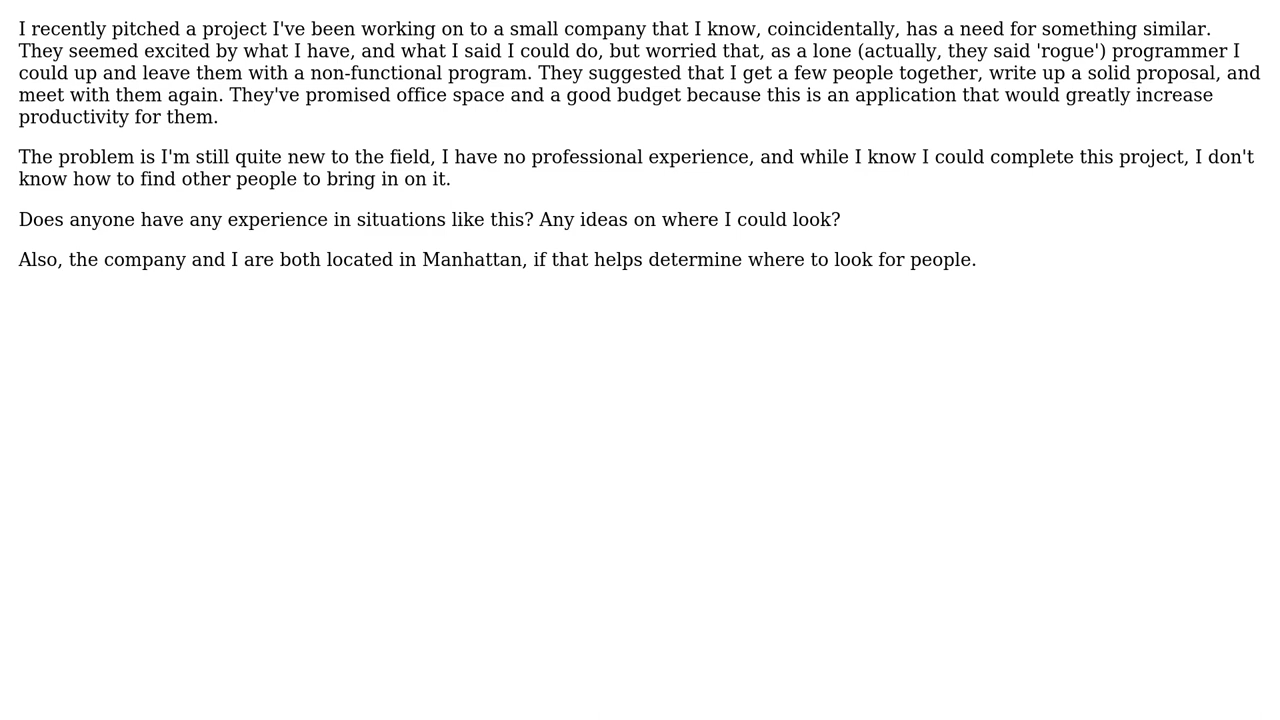 I recently pitched a project I've been working on to a small company that I know, coincidentally, has a need for something similar.
They seemed excited by what I have, and what I said I could do, but worried that, as a lone (actually, they said 'rogue') programmer I
could up and leave them with a non-functional program. They suggested that I get a few people together, write up a solid proposal, and
meet with them again. They've promised office space and a good budget because this is an application that would greatly increase
productivity for them.
The problem is I'm still quite new to the field, I have no professional experience, and while I know I could complete this project, I don't
know how to find other people to bring in on it.
Does anyone have any experience in situations like this? Any ideas on where I could look?
Also, the company and I are both located in Manhattan, if that helps determine where to look for people.